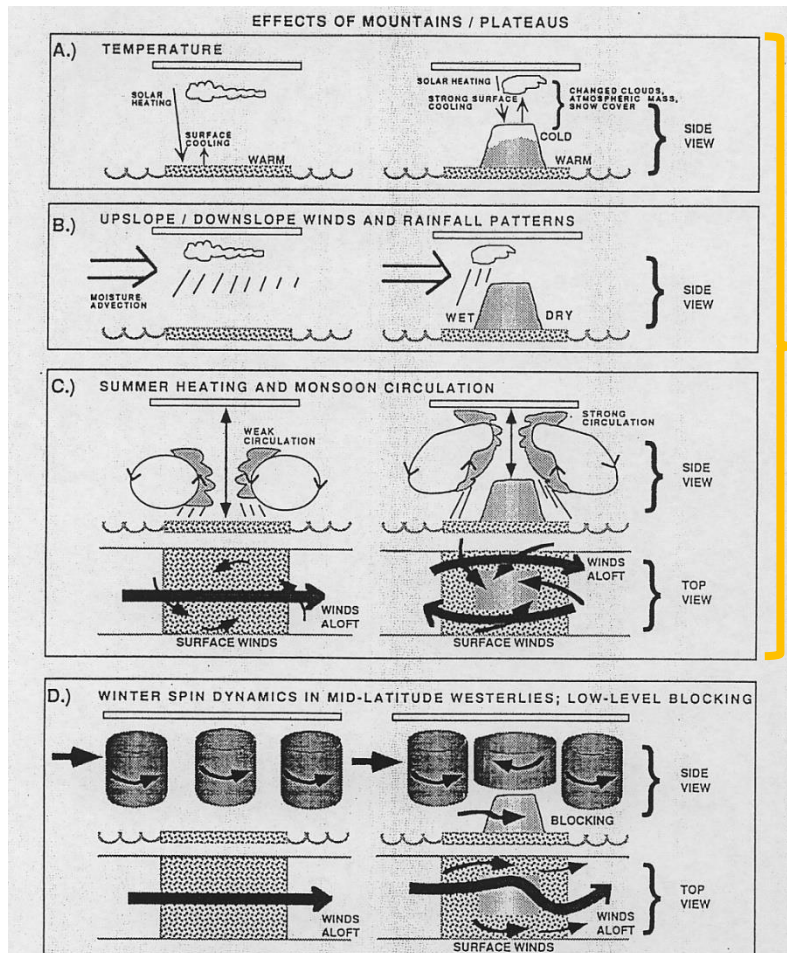 EFFECTS OF MOUNTAINS / PLATEAUS
A.) TEMPERATURE
SOLAR
HEATING
SURFACE
COOLING
WARM
SOLAR HEATING
STRONG SURFACE
COOLING
COLD
WARM
CHANGED CLOUDS,
ATMOSPHERIC MASS,
SNOW COVER
SIDE
VIEW
B.) UPSLOPE / DOWNSLOPE WINDS AND RAINFALL PATTERNS
MOISTURE
ADVECTION
WET
DRY
SIDE
VIEW
C.) SUMMER HEATING AND MONSOON CIRCULATION
WEAK
CIRCULATION
STRONG
CIRCULATION
SIDE
VIEW
WINDS
ALOFT
SURFACE WINDS
WINDS
ALOFT
SURFACE WINDS
TOP
VIEW
D.) WINTER SPIN DYNAMICS IN MID-LATITUDE WESTERLIES; LOW-LEVEL BLOCKING
BLOCKING
SIDE
VIEW
WINDS
ALOFT
WINDS
ALOFT
SURFACE WINDS
TOP
VIEW